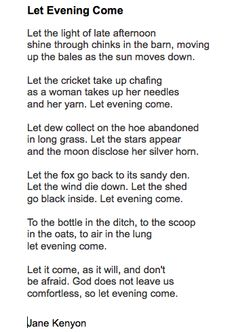 Let Evening Come
Let the light of late afternoon
shine through chinks in the barn, moving
up the bales as the sun moves down.
Let the cricket take up chafing
as a woman takes up her needles
and her yarn. Let evening come.
Let dew collect on the hoe abandoned
in long grass. Let the stars appear
and the moon disclose her silver horn.
Let the fox go back to its sandy den.
Let the wind die down. Let the shed
go black inside. Let evening come.
To the bottle in the ditch, to the scoop
in the oats, to air in the lung
let evening come.
Let it come, as it will, and don't
be afraid. God does not leave us
comfortless, so let evening come.
Jane Kenyon